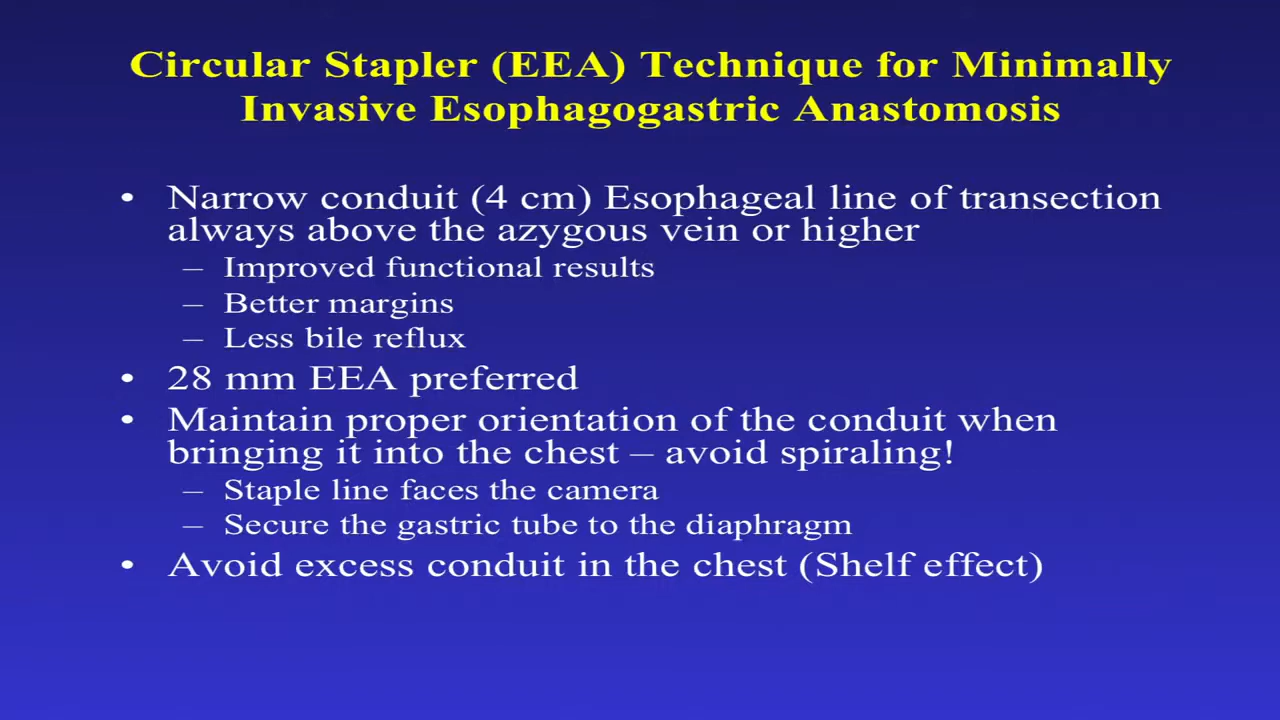 Circular Stapler (EEA) Technique for Minimally
Invasive Esophagogastric Anastomosis
• Narrow conduit (4 cm) Esophageal line of transection
always above the azygous vein or higher
– Improved functional results
– Better margins
– Less bile reflux
• 28 mm EEA preferred
• Maintain proper orientation of the conduit when
bringing it into the chest – avoid spiraling!
– Staple line faces the camera
– Secure the gastric tube to the diaphragm
• Avoid excess conduit in the chest (Shelf effect)